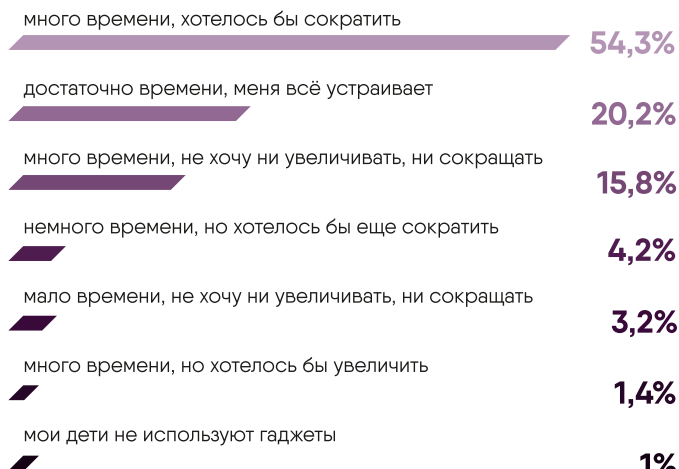 много времени, хотелось бы сократить
54,3%
достаточно времени, меня всё устраивает
20,2%
много времени, не хочу ни увеличивать, ни сокращать
15,8%
немного времени, но хотелось бы еще сократить
4,2%
мало времени, не хочу ни увеличивать, ни сокращать
3,2%
много времени, но хотелось бы увеличить
1,4%
мои дети не используют гаджеты
1%